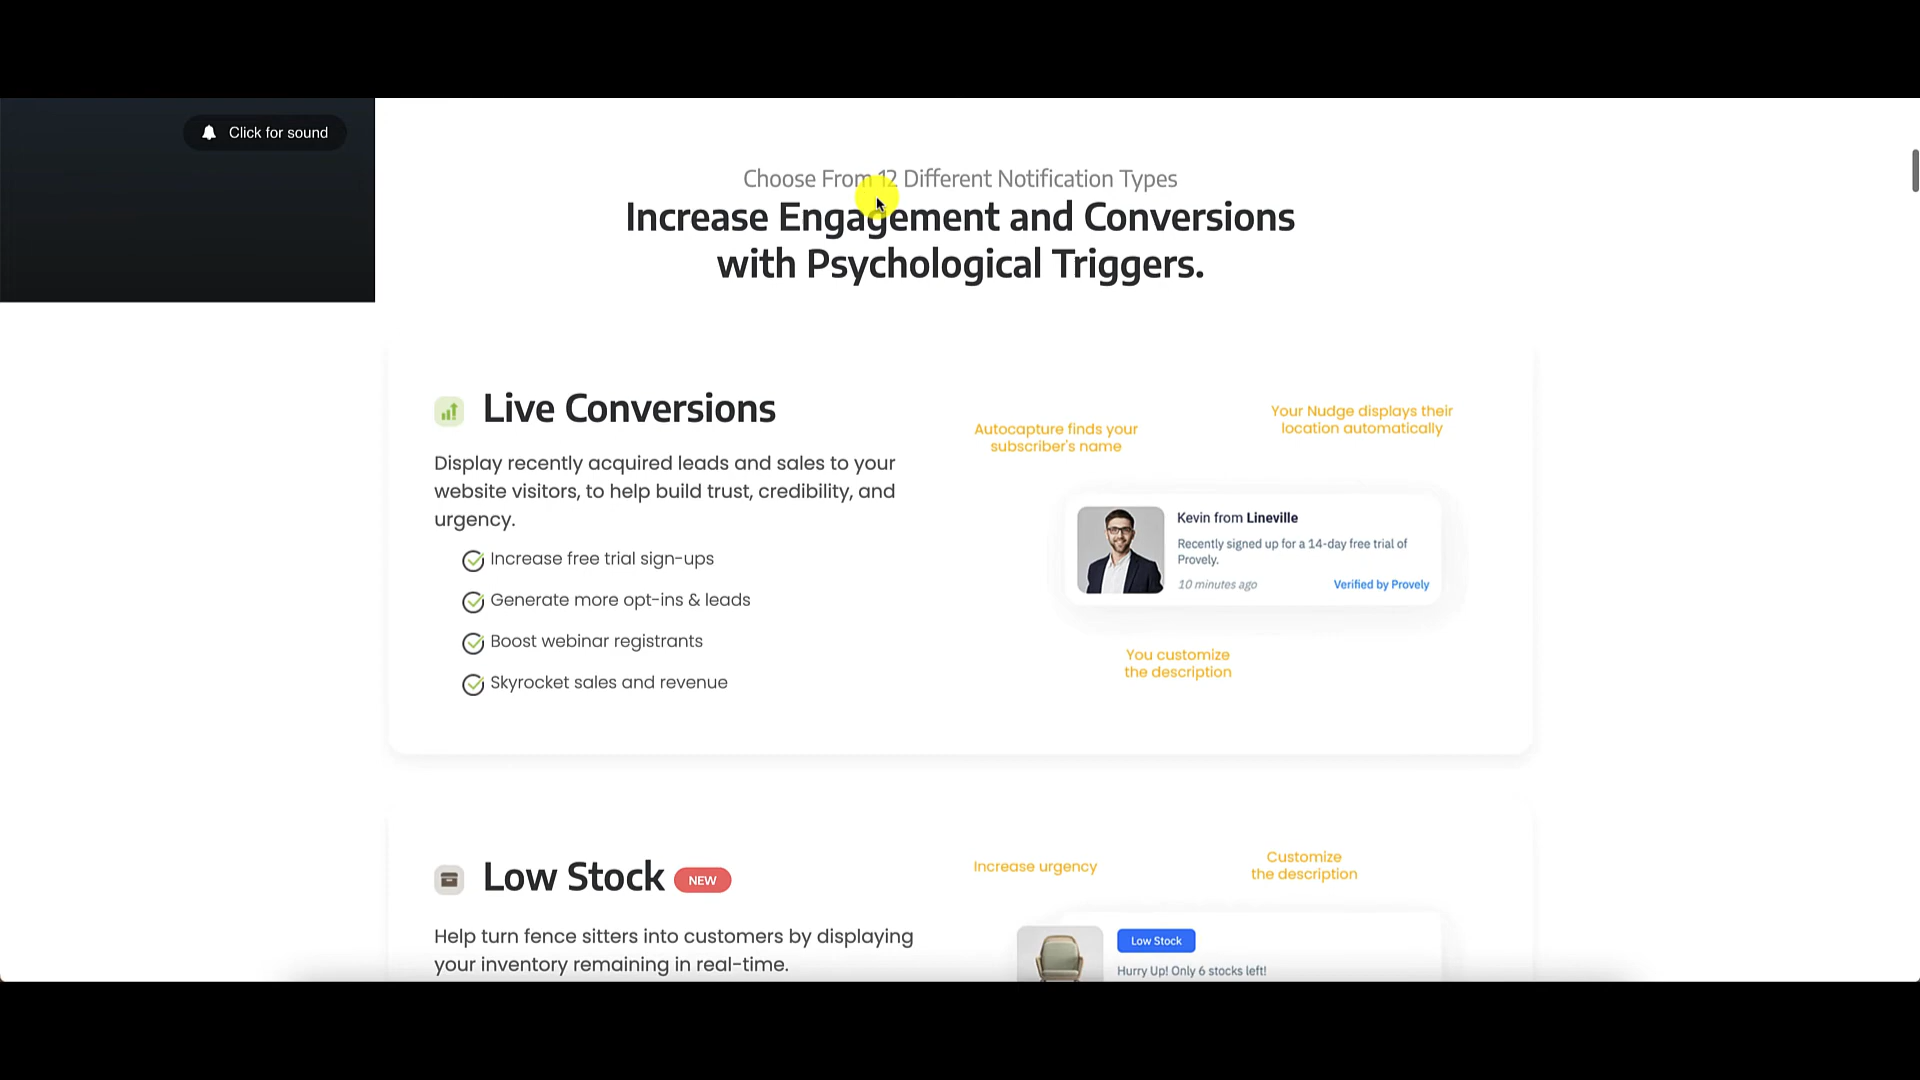 Click for sound
Choose From 12 Different Notification Types
Increase Engagement and Conversions
with Psychological Triggers.
Live Conversions
Display recently acquired leads and sales to your
website visitors, to help build trust, credibility, and
urgency.
Increase free trial sign-ups
Generate more opt-ins & leads
Boost webinar registrants
Skyrocket sales and revenue
Autocapture finds your
subscriber's name
Your Nudge displays their
location automatically
Kevin from Lineville
Recently signed up for a 14-day free trial of
Provely.
10 minutes ago
Verified by Provely
You customize
the description
Low Stock NEW
Help turn fence sitters into customers by displaying
your inventory remaining in real-time.
Increase urgency
Customize
the description
Low Stock
Hurry Up! Only 6 stocks left!